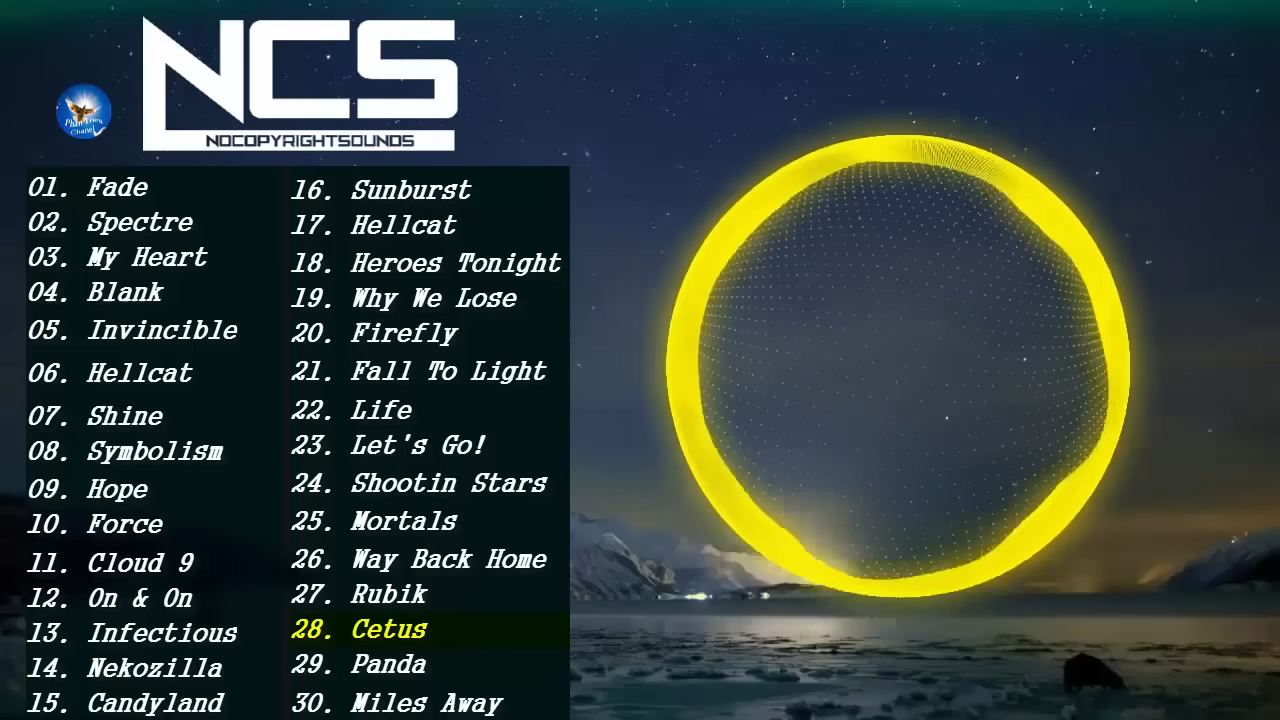 NCS
NOCOPYRIGHTSOUNDS
Chanel
01. Fade
02. Spectre
03. My Heart
04. Blank
05. Invincible
06. Hellcat
07. Shine
08. Symbolism
09. Hope
10. Force
11. Cloud 9
12. On & On
13. Infectious
14. Nekozilla
15. Candyland
16. Sunburst
17. Hellcat
18. Heroes Tonight
19. Why We Lose
20. Firefly
21. Fall To Light
22. Life
23. Let's Go!
24. Shootin Stars
25. Mortals
26. Way Back Home
27. Rubik
28. Cetus
29. Panda
30. Miles Away